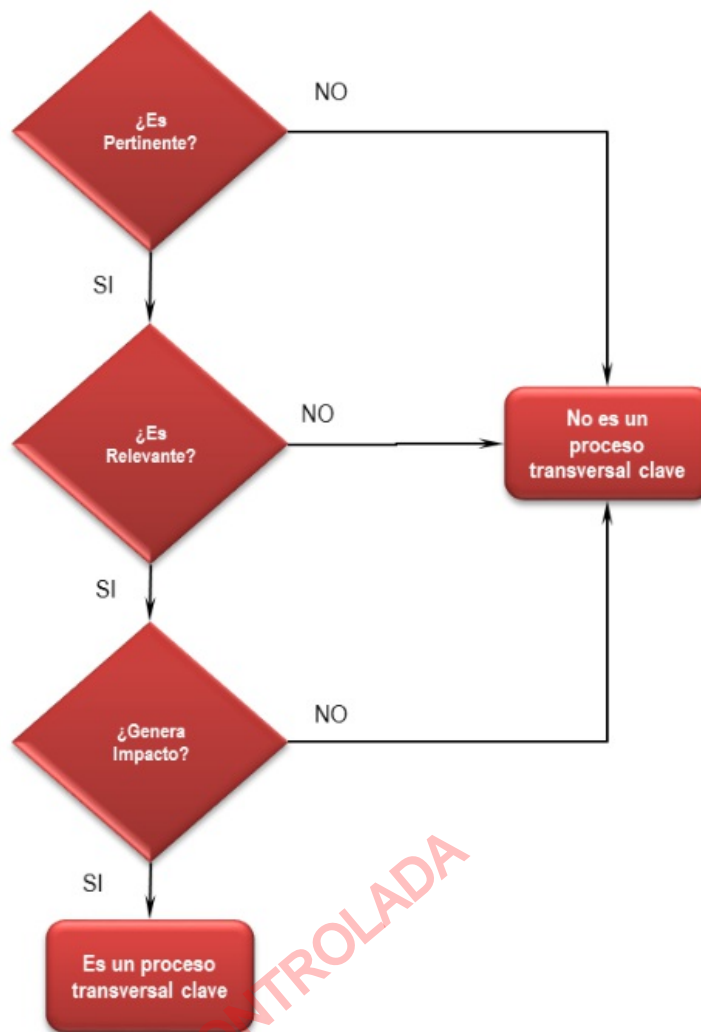 NO
¿Es
Pertinente?
SI
NO
¿Es
Relevante?
No es un
proceso
transversal clave
SI
NO
¿Genera
Impacto?
SI
Es un proceso
transversal clave